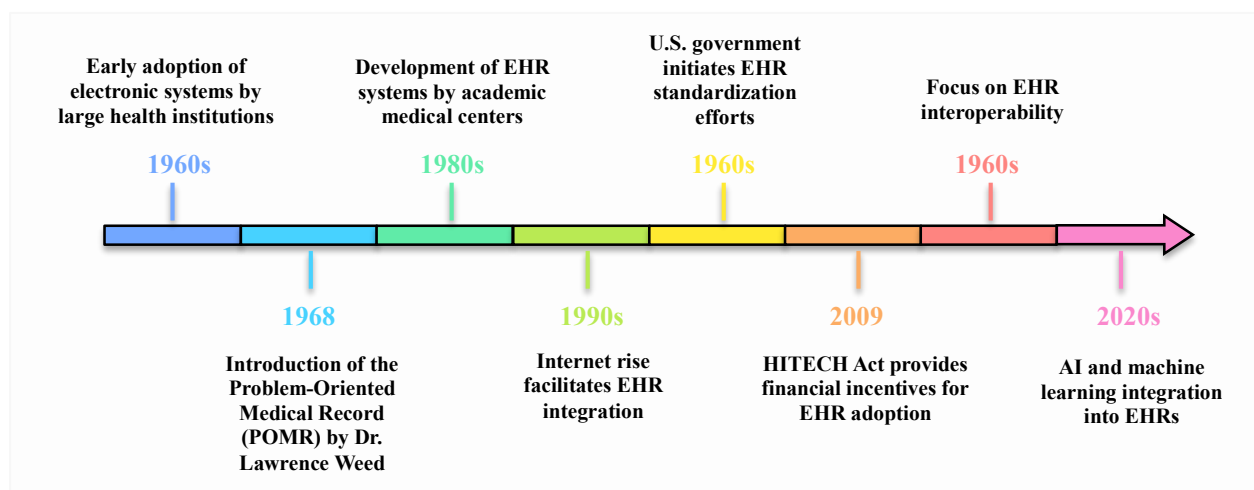 Early adoption of
electronic systems by
large health institutions
1960s
1968
Introduction of the
Problem-Oriented
Medical Record
(POMR) by Dr.
Lawrence Weed
Development of EHR
systems by academic
medical centers
1980s
1990s
Internet rise
facilitates EHR
integration
U.S. government
initiates EHR
standardization
efforts
1960s
2009
HITECH Act provides
financial incentives for
EHR adoption
Focus on EHR
interoperability
1960s
2020s
AI and machine
learning integration
into EHRs